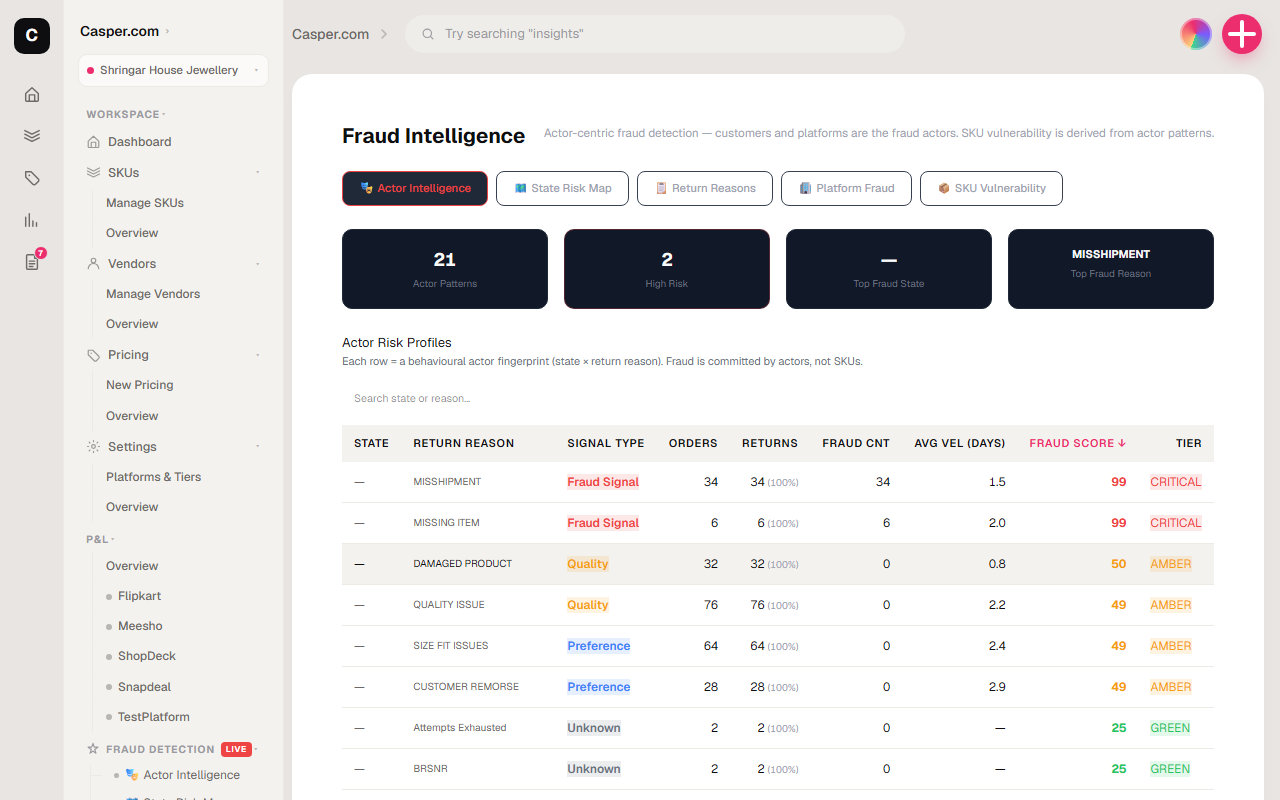 C
Casper.com ›
Shringar House Jewellery
WORKSPACE
Dashboard
SKUs
Manage SKUs
Overview
Vendors
Manage Vendors
Overview
Pricing
New Pricing
Overview
Settings
Platforms & Tiers
Overview
P&L
Overview
Flipkart
Meesho
ShopDeck
Snapdeal
TestPlatform
FRAUD DETECTION LIVE
Actor Intelligence
7
Casper.com
Try searching "insights"
Fraud Intelligence
Actor-centric fraud detection — customers and platforms are the fraud actors. SKU vulnerability is derived from actor patterns.
Actor Intelligence State Risk Map Return Reasons Platform Fraud SKU Vulnerability
21 2 — MISSHIPMENT
Actor Patterns High Risk Top Fraud State Top Fraud Reason
Actor Risk Profiles
Each row = a behavioural actor fingerprint (state × return reason). Fraud is committed by actors, not SKUs.
Search state or reason...
STATE RETURN REASON SIGNAL TYPE ORDERS RETURNS FRAUD CNT AVG VEL (DAYS) FRAUD SCORE ↓ TIER
— MISSHIPMENT Fraud Signal 34 34 (100%) 34 1.5 99 CRITICAL
— MISSING ITEM Fraud Signal 6 6 (100%) 6 2.0 99 CRITICAL
— DAMAGED PRODUCT Quality 32 32 (100%) 0 0.8 50 AMBER
— QUALITY ISSUE Quality 76 76 (100%) 0 2.2 49 AMBER
— SIZE FIT ISSUES Preference 64 64 (100%) 0 2.4 49 AMBER
— CUSTOMER REMORSE Preference 28 28 (100%) 0 2.9 49 AMBER
— Attempts Exhausted Unknown 2 2 (100%) 0 — 25 GREEN
— BRSNR Unknown 2 2 (100%) 0 — 25 GREEN